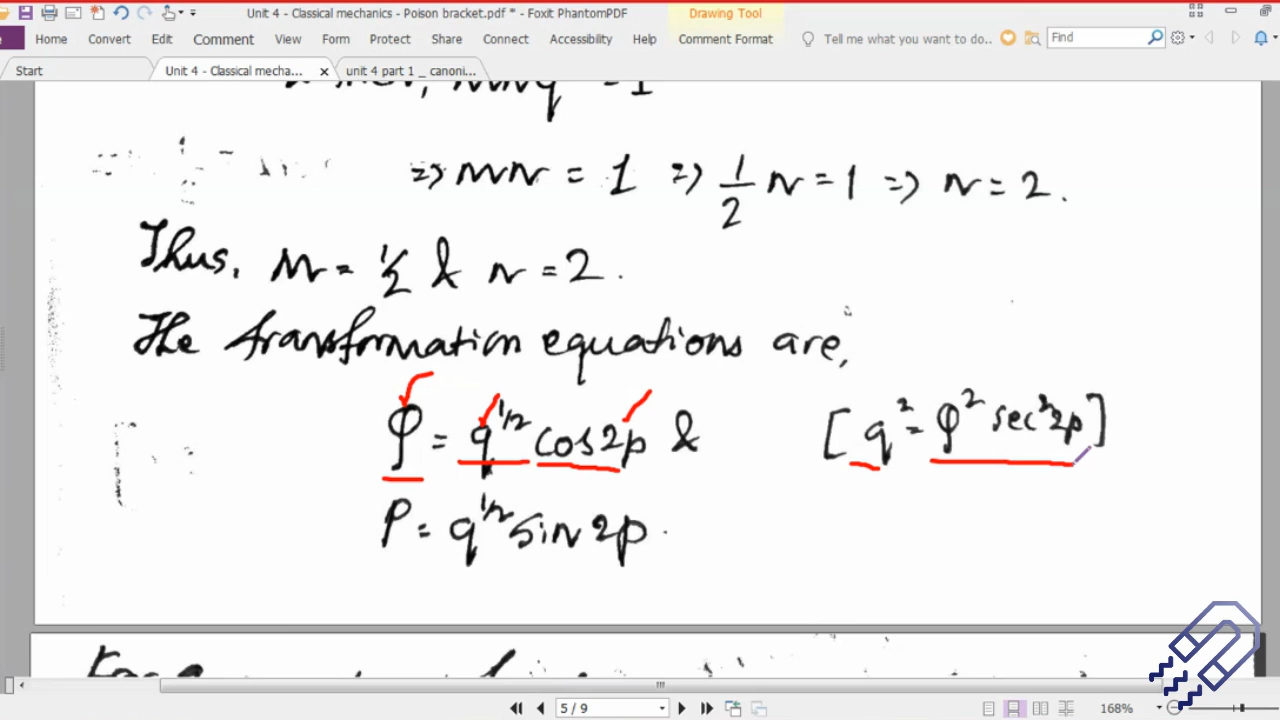 Unit 4 - Classical mechanics - Poison bracket.pdf * - Foxit PhantomPDF
Drawing Tool
Home Convert Edit Comment View Form Protect Share Connect Accessibility Help Comment Format Tell me what you want to do.. Find
Start Unit 4 - Classical mecha... x unit 4 part 1 _ canoni...
=> mn = 1 => 1/2 n = 1 => n = 2.
Thus, m = 1/2 & n = 2.
The transformation equations are,
Q = q^1/2 cos 2p & [q^2 = Q^2 sec^2 2p]
P = q^1/2 sin 2p.
5 / 9 168%